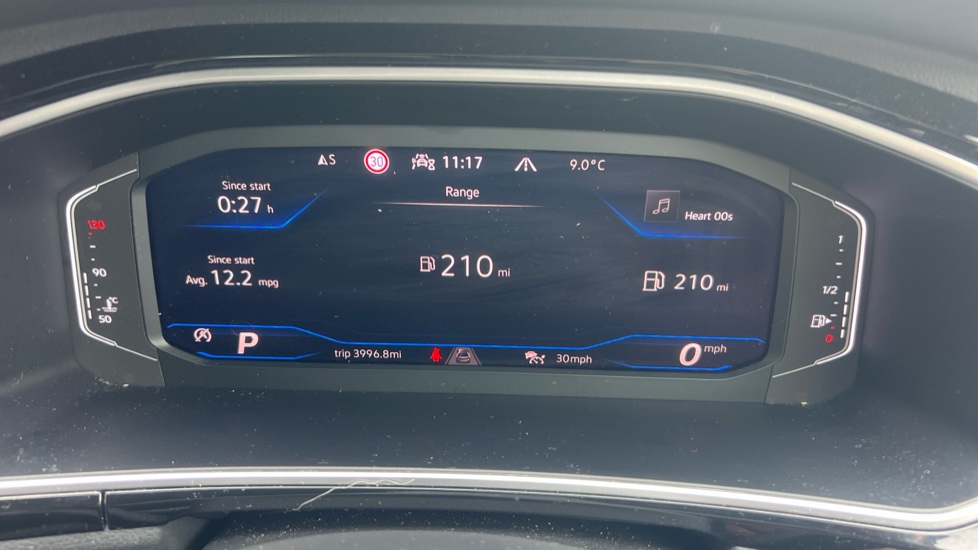 S 30 11:17 9.0°C
Since start
0:27 h
Range
Heart 00s
Since start
Avg. 12.2 mpg
210 mi
210 mi
P
trip 3996.8mi
30mph
0 mph
120
90
°C
50
1
1/2
0